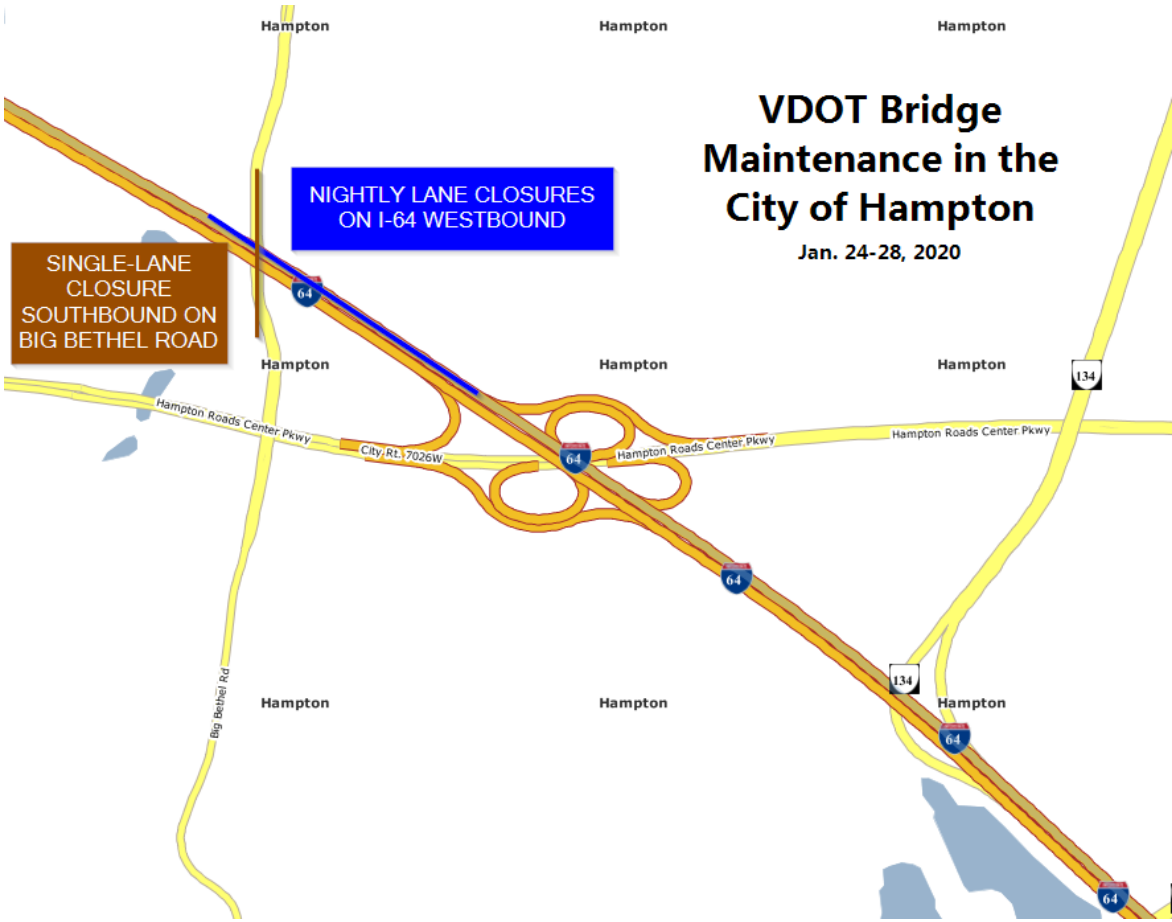 Hampton
Hampton
Hampton
VDOT Bridge
Maintenance in the
City of Hampton
Jan. 24-28, 2020
NIGHTLY LANE CLOSURES
ON I-64 WESTBOUND
SINGLE-LANE
CLOSURE
SOUTHBOUND ON
BIG BETHEL ROAD
64
Hampton
Hampton
Hampton
134
Hampton Roads Center Pkwy
City Rt. 7026W
64
Hampton Roads Center Pkwy
Hampton Roads Center Pkwy
64
134
Big Bethel Rd
Hampton
Hampton
Hampton
64
64